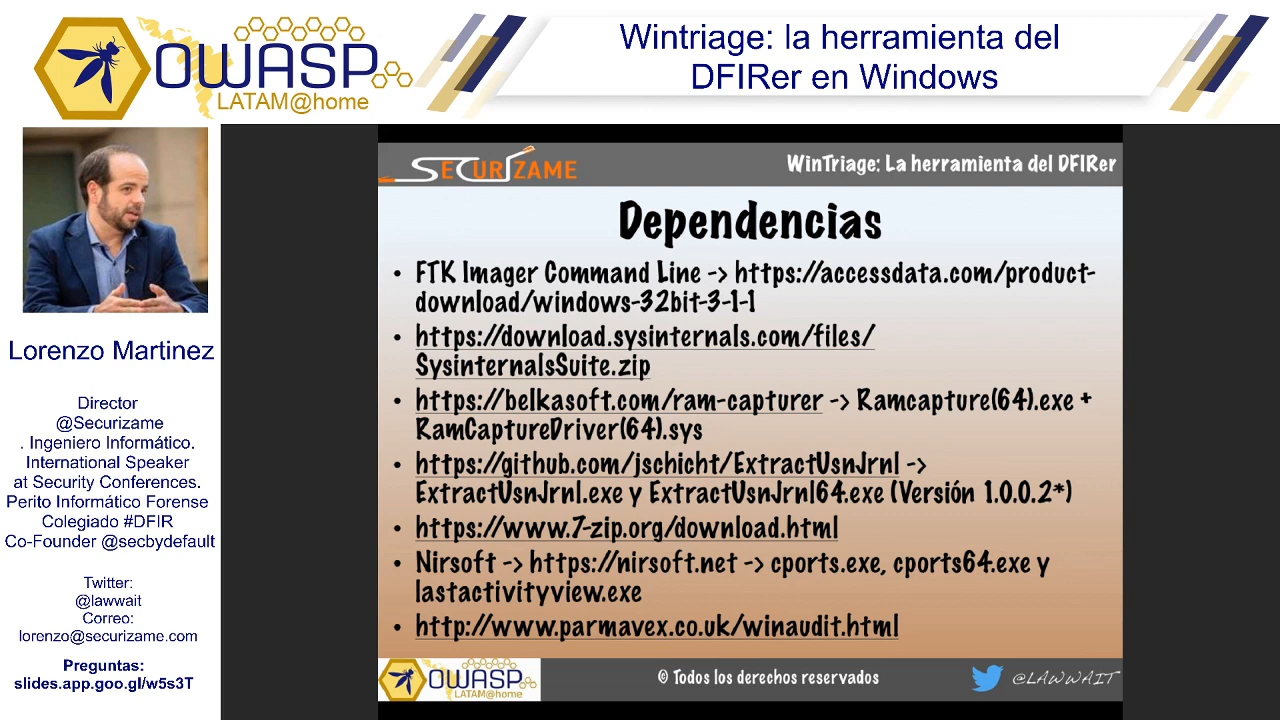 OWASP
LATAM@home
Wintriage: la herramienta del
DFIRer en Windows
Lorenzo Martinez
Director
@Securizame
. Ingeniero Informático.
International Speaker
at Security Conferences.
Perito Informático Forense
Colegiado #DFIR
Co-Founder @secbydefault
Twitter:
@lawwait
Correo:
lorenzo@securizame.com
Preguntas:
slides.app.goo.gl/w5s3T
SECURIZAME
WinTriage: La herramienta del DFIRer
Dependencias
• FTK Imager Command Line -> https://accessdata.com/product-
download/windows-32bit-3-1-1
• https://download.sysinternals.com/files/
SysinternalsSuite.zip
• https://belkasoft.com/ram-capturer -> Ramcapture(64).exe +
RamCaptureDriver(64).sys
• https://github.com/jschicht/ExtractUsnJrnl ->
ExtractUsnJrnl.exe y ExtractUsnJrnl64.exe (Versión 1.0.0.2*)
• https://www.7-zip.org/download.html
• Nirsoft -> https://nirsoft.net -> cports.exe, cports64.exe y
lastactivityview.exe
• http://www.parmavex.co.uk/winaudit.html
OWASP
LATAM@home
© Todos los derechos reservados
@LAWWAIT